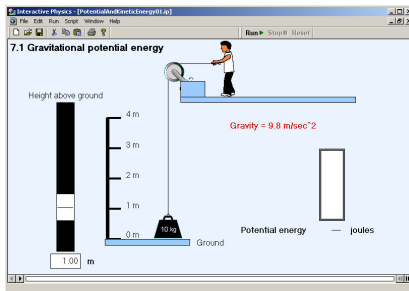 Interactive Physics - [PotentialAndKineticEnergy01.ip]
File Edit Run Script Window Help
Run Stop Reset
7.1 Gravitational potential energy
Height above ground
4 m
Gravity = 9.8 m/sec^2
3 m
2 m
1 m
10 kg
Potential energy — joules
0 m
Ground
1.00 m